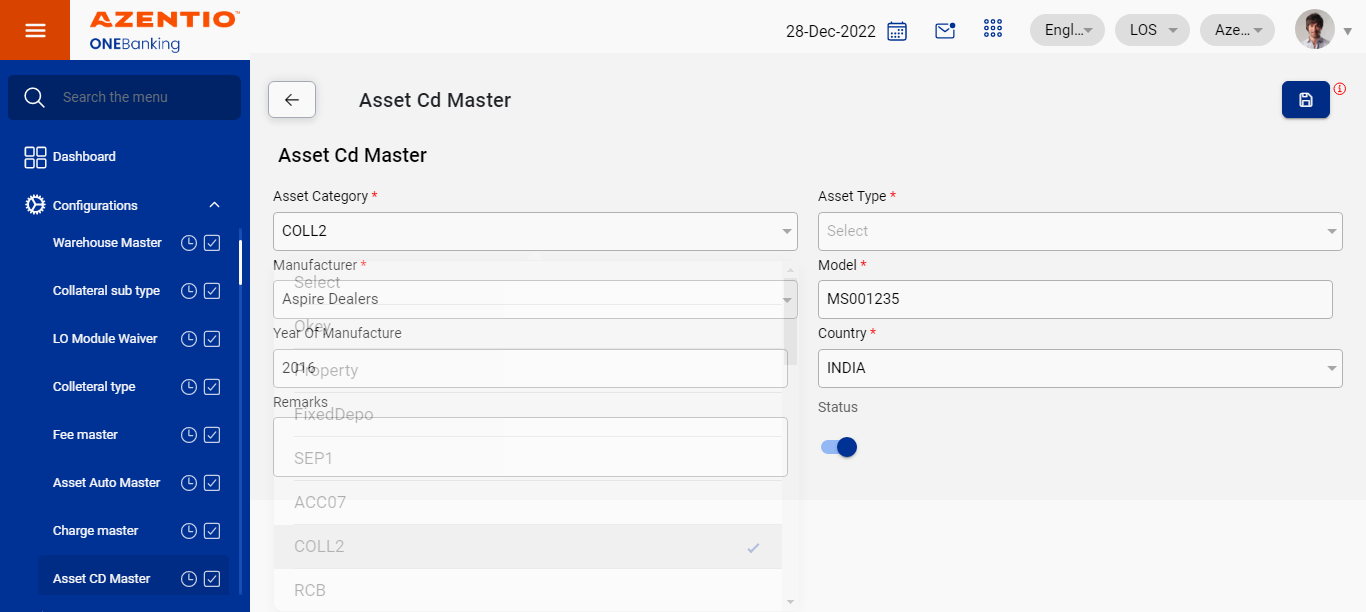 AZENTIO™
ONEBanking
28-Dec-2022
Engl...
LOS
Aze...
Search the menu
Dashboard
Configurations
Warehouse Master
Collateral sub type
LO Module Waiver
Colleteral type
Fee master
Asset Auto Master
Charge master
Asset CD Master
Asset Cd Master
Asset Cd Master
Asset Category *
COLL2
Asset Type *
Select
Manufacturer *
Aspire Dealers
Model *
MS001235
Year Of Manufacture
2016
Country *
INDIA
Remarks
Status
Select
Okey
Property
FixedDepo
SEP1
ACC07
COLL2
RCB